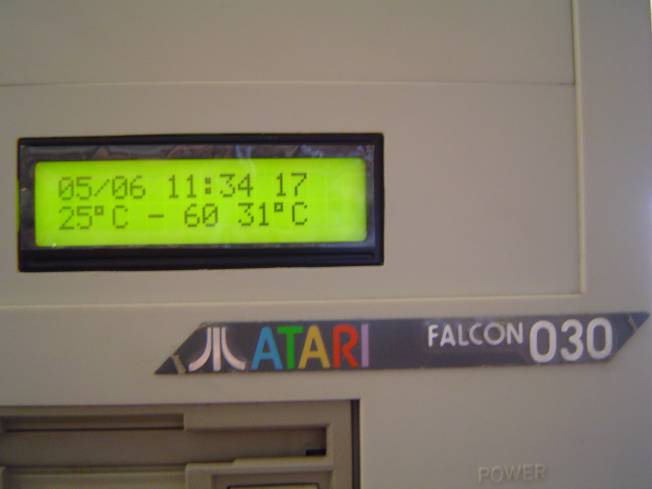 05/06 11:34 17
25°C - 60 31°C
ATARI FALCON 030
POWER